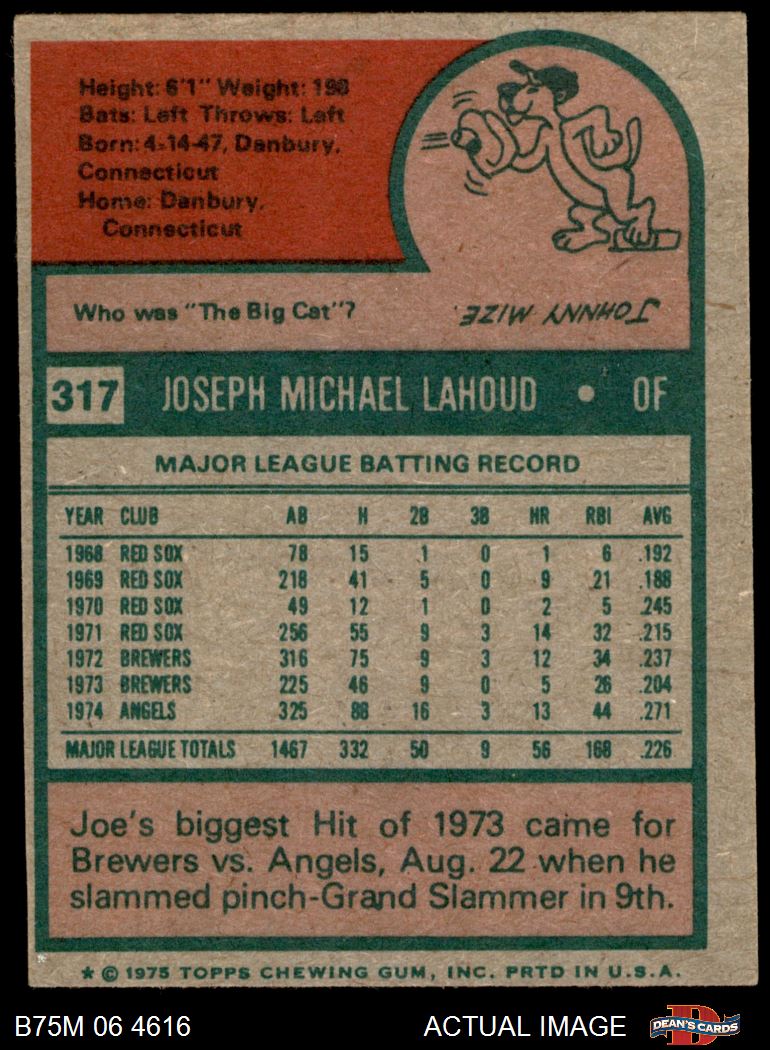 Height: 6'1" Weight: 190
Bats: Left Throws: Left
Born: 4-14-47, Danbury,
Connecticut
Home: Danbury,
Connecticut
Who was "The Big Cat"?
JOHNNY MIZE.
317 JOSEPH MICHAEL LAHOUD • OF
MAJOR LEAGUE BATTING RECORD
YEAR CLUB AB H 2B 3B HR RBI AVG
1968 RED SOX 78 15 1 0 1 6 .192
1969 RED SOX 218 41 5 0 9 21 .188
1970 RED SOX 49 12 1 0 2 5 .245
1971 RED SOX 256 55 9 3 14 32 .215
1972 BREWERS 316 75 9 3 12 34 .237
1973 BREWERS 225 46 9 0 5 26 .204
1974 ANGELS 325 88 16 3 13 44 .271
MAJOR LEAGUE TOTALS 1467 332 50 9 56 168 .226
Joe's biggest Hit of 1973 came for
Brewers vs. Angels, Aug. 22 when he
slammed pinch-Grand Slammer in 9th.
★ © 1975 TOPPS CHEWING GUM, INC. PRTD IN U.S.A.
B75M 06 4616 ACTUAL IMAGE D DEAN'S CARDS